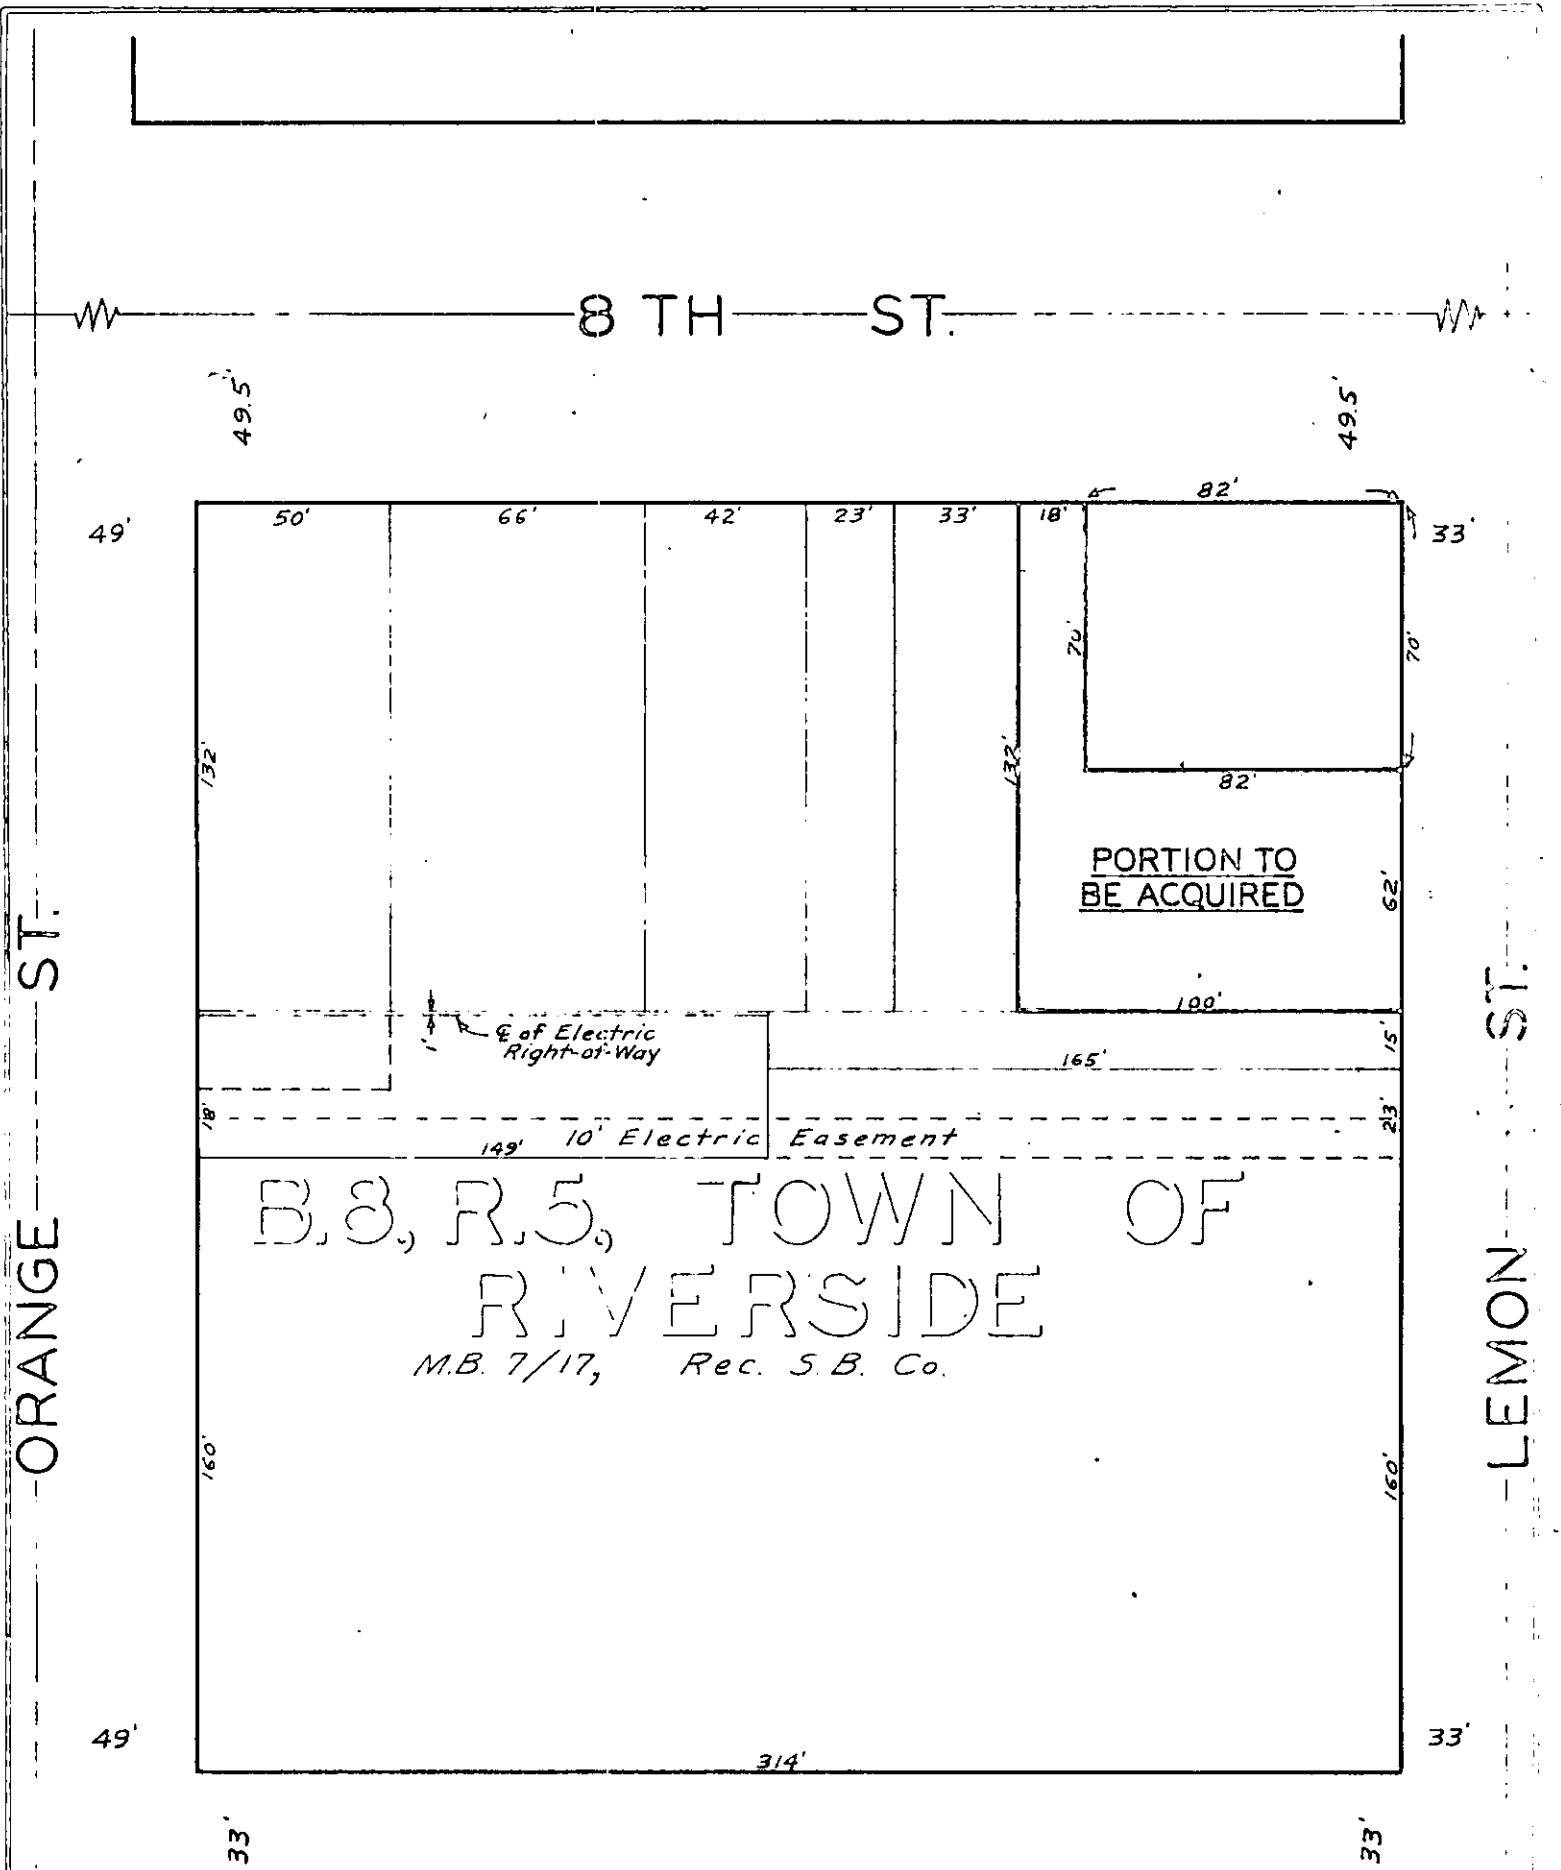 8 TH ST.
49.5'
49.5'
82'
49'
50'
66'
42'
23'
33'
18'
33'
70'
70'
132'
132'
82'
PORTION TO
BE ACQUIRED
62'
ORANGE ST.
LEMON ST.
100'
1'
℄ of Electric
Right-of-Way
15'
165'
18'
10' Electric Easement
23'
149'
B.8, R.5, TOWN OF
RIVERSIDE
M.B. 7/17, Rec. S.B. Co.
160'
160'
49'
33'
314'
33'
33'